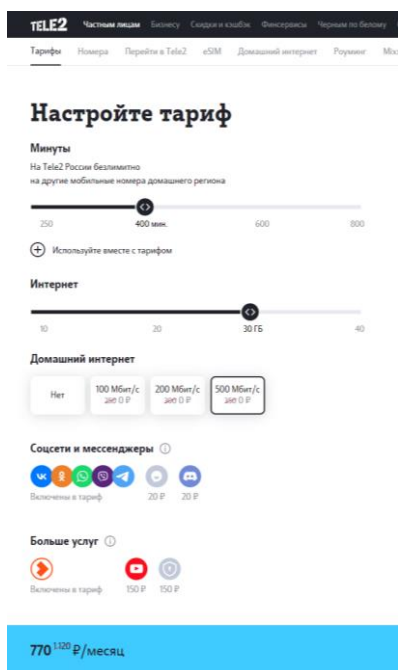 TELE2 Частным лицам Бизнесу Скидки и кэшбэк Финсервисы Черным по белому
Тарифы Номера Перейти в Tele2 eSIM Домашний интернет Роуминг Mix
Настройте тариф
Минуты
На Tele2 России безлимитно
на другие мобильные номера домашнего региона
250 400 мин. 600 800
Используйте вместе с тарифом
Интернет
10 20 30 ГБ 40
Домашний интернет
Нет 100 Мбит/с 200 Мбит/с 500 Мбит/с
0 ₽ 0 ₽ 0 ₽
Соцсети и мессенджеры
Включены в тариф 20 ₽ 20 ₽
Больше услуг
Включены в тариф 150 ₽ 150 ₽
770 1120 ₽/месяц